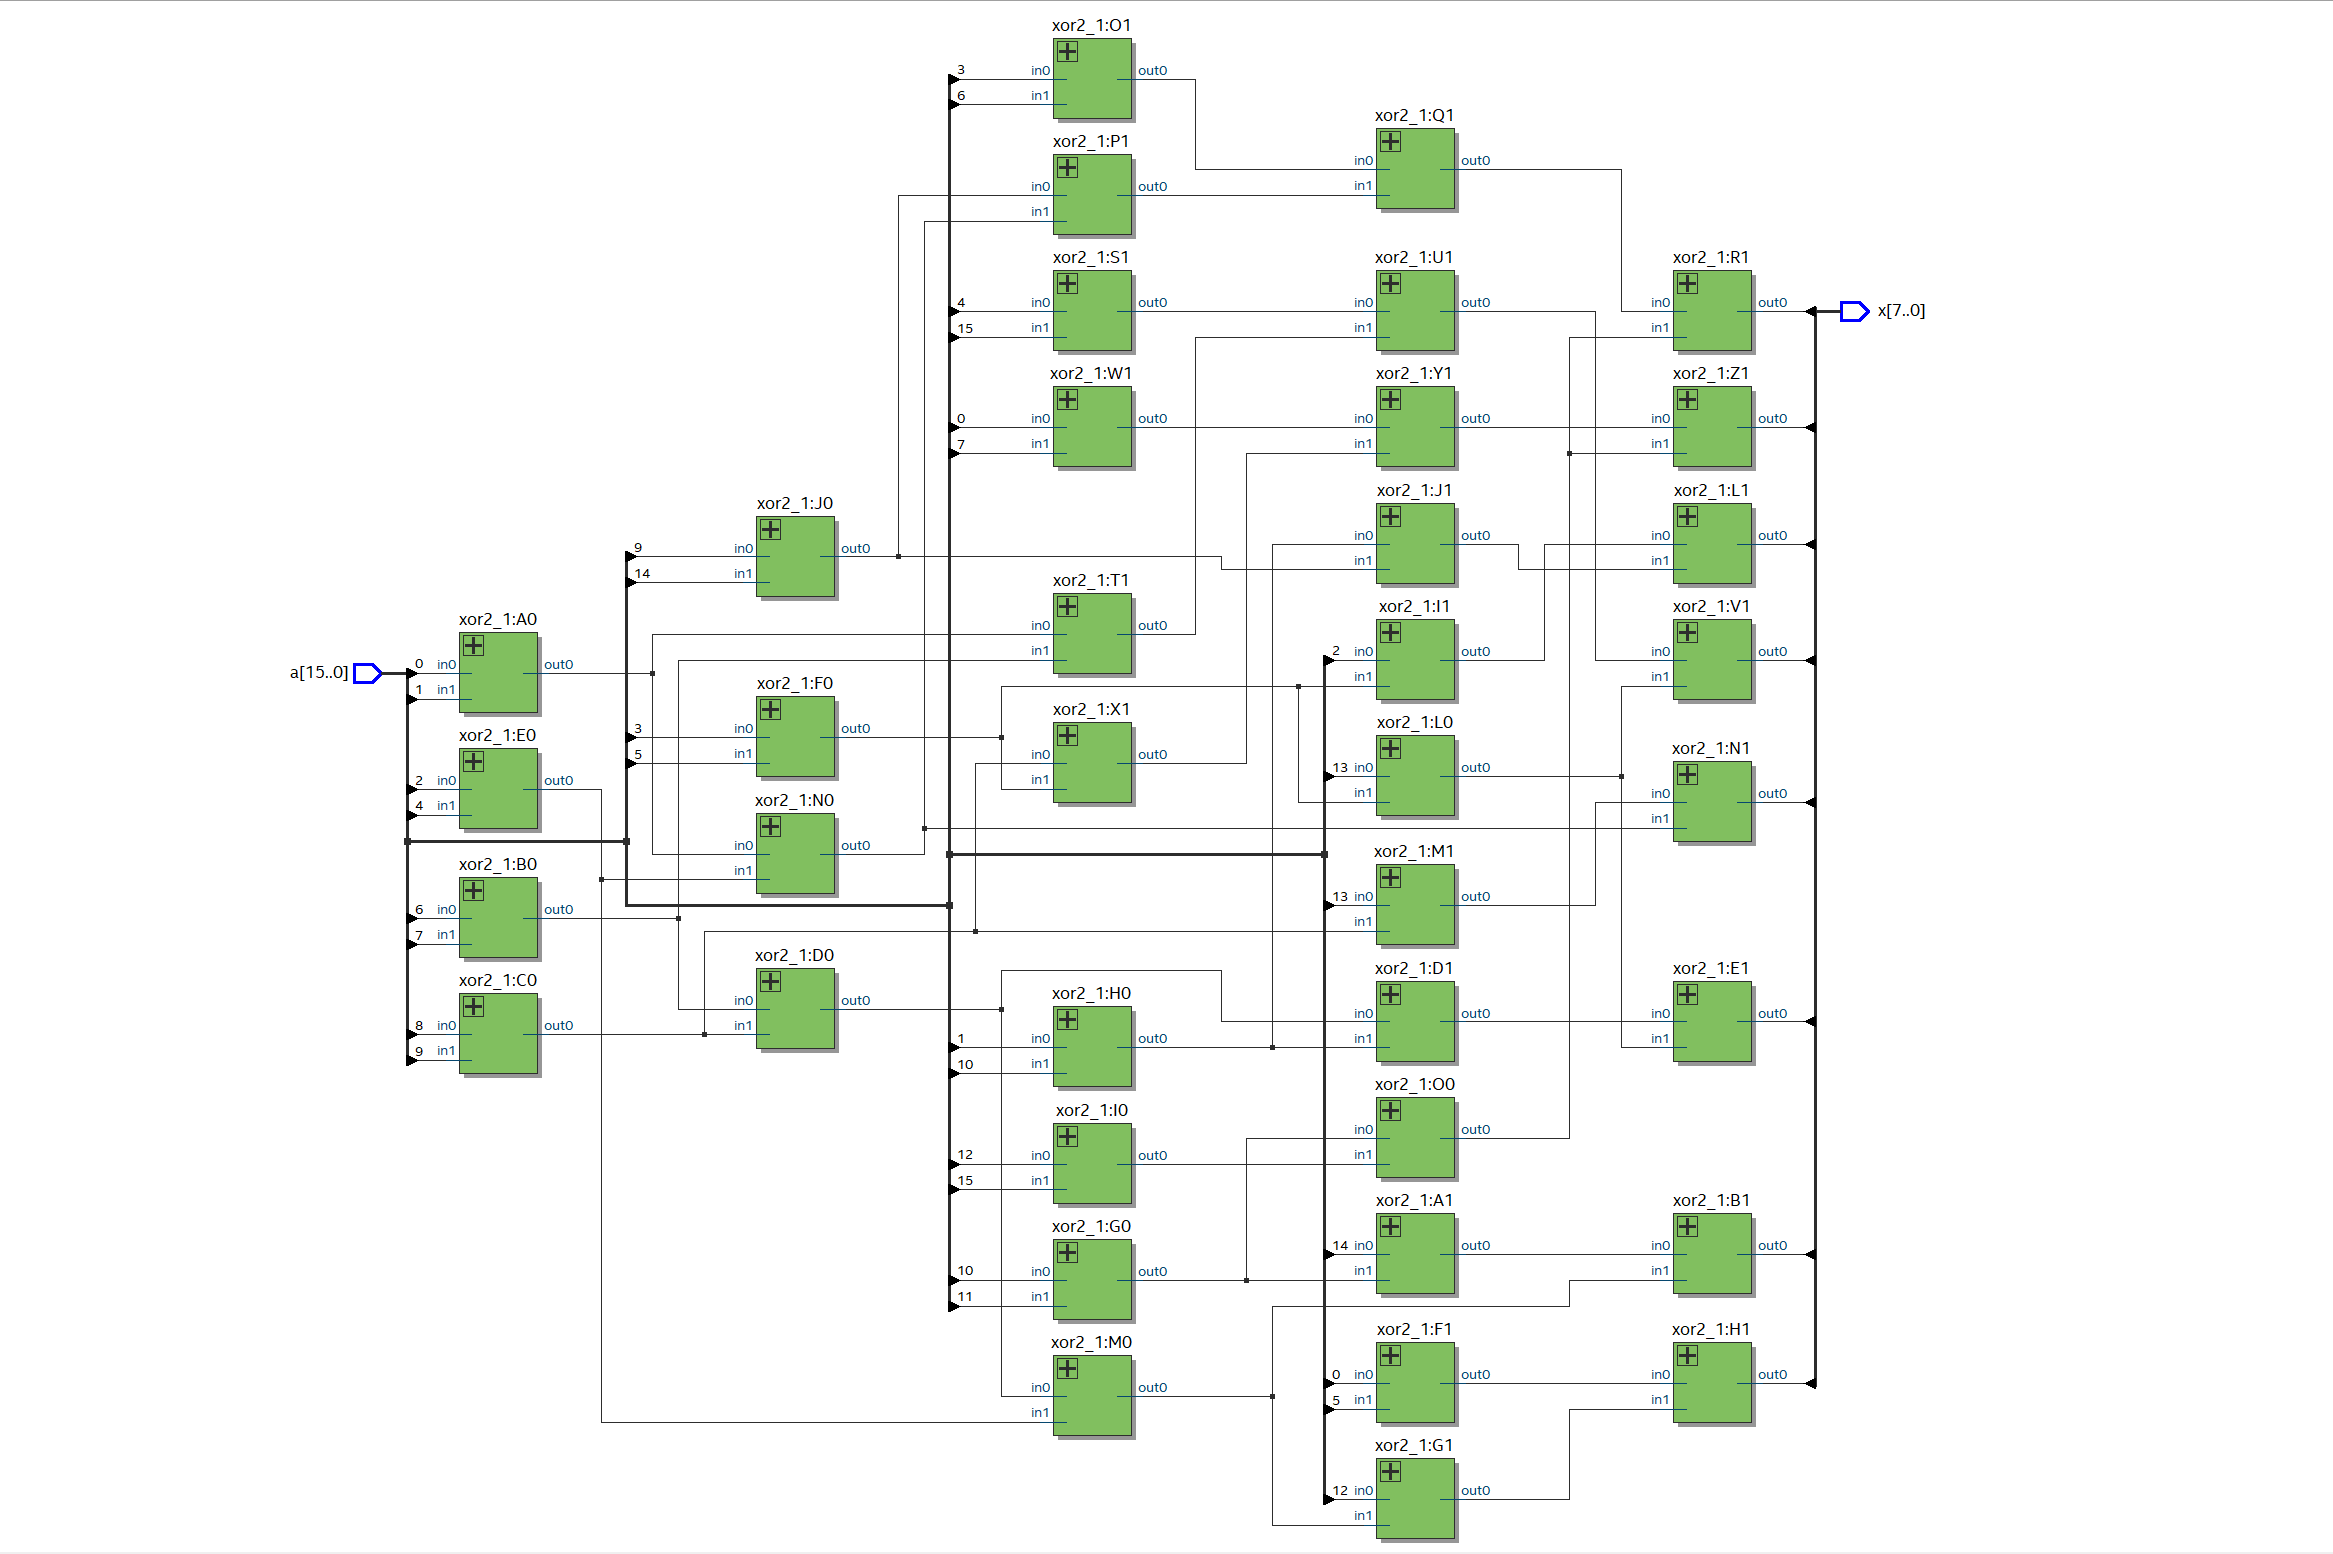 a[15..0]
xor2_1:A0
0 in0 out0
1 in1
xor2_1:E0
2 in0 out0
4 in1
xor2_1:B0
6 in0 out0
7 in1
xor2_1:C0
8 in0 out0
9 in1
xor2_1:J0
9 in0 out0
14 in1
xor2_1:F0
3 in0 out0
5 in1
xor2_1:N0
in0 out0
in1
xor2_1:D0
in0 out0
in1
xor2_1:O1
3 in0 out0
6 in1
xor2_1:P1
in0 out0
in1
xor2_1:S1
4 in0 out0
15 in1
xor2_1:W1
0 in0 out0
7 in1
xor2_1:T1
in0 out0
in1
xor2_1:X1
in0 out0
in1
xor2_1:H0
1 in0 out0
10 in1
xor2_1:I0
12 in0 out0
15 in1
xor2_1:G0
10 in0 out0
11 in1
xor2_1:M0
in0 out0
in1
xor2_1:Q1
in0 out0
in1
xor2_1:U1
in0 out0
in1
xor2_1:Y1
in0 out0
in1
xor2_1:J1
in0 out0
in1
xor2_1:I1
2 in0 out0
in1
xor2_1:L0
13 in0 out0
in1
xor2_1:M1
13 in0 out0
in1
xor2_1:D1
in0 out0
in1
xor2_1:O0
in0 out0
in1
xor2_1:A1
14 in0 out0
in1
xor2_1:F1
0 in0 out0
5 in1
xor2_1:G1
12 in0 out0
in1
xor2_1:R1
in0 out0
in1
xor2_1:Z1
in0 out0
in1
xor2_1:L1
in0 out0
in1
xor2_1:V1
in0 out0
in1
xor2_1:N1
in0 out0
in1
xor2_1:E1
in0 out0
in1
xor2_1:B1
in0 out0
in1
xor2_1:H1
in0 out0
in1
x[7..0]